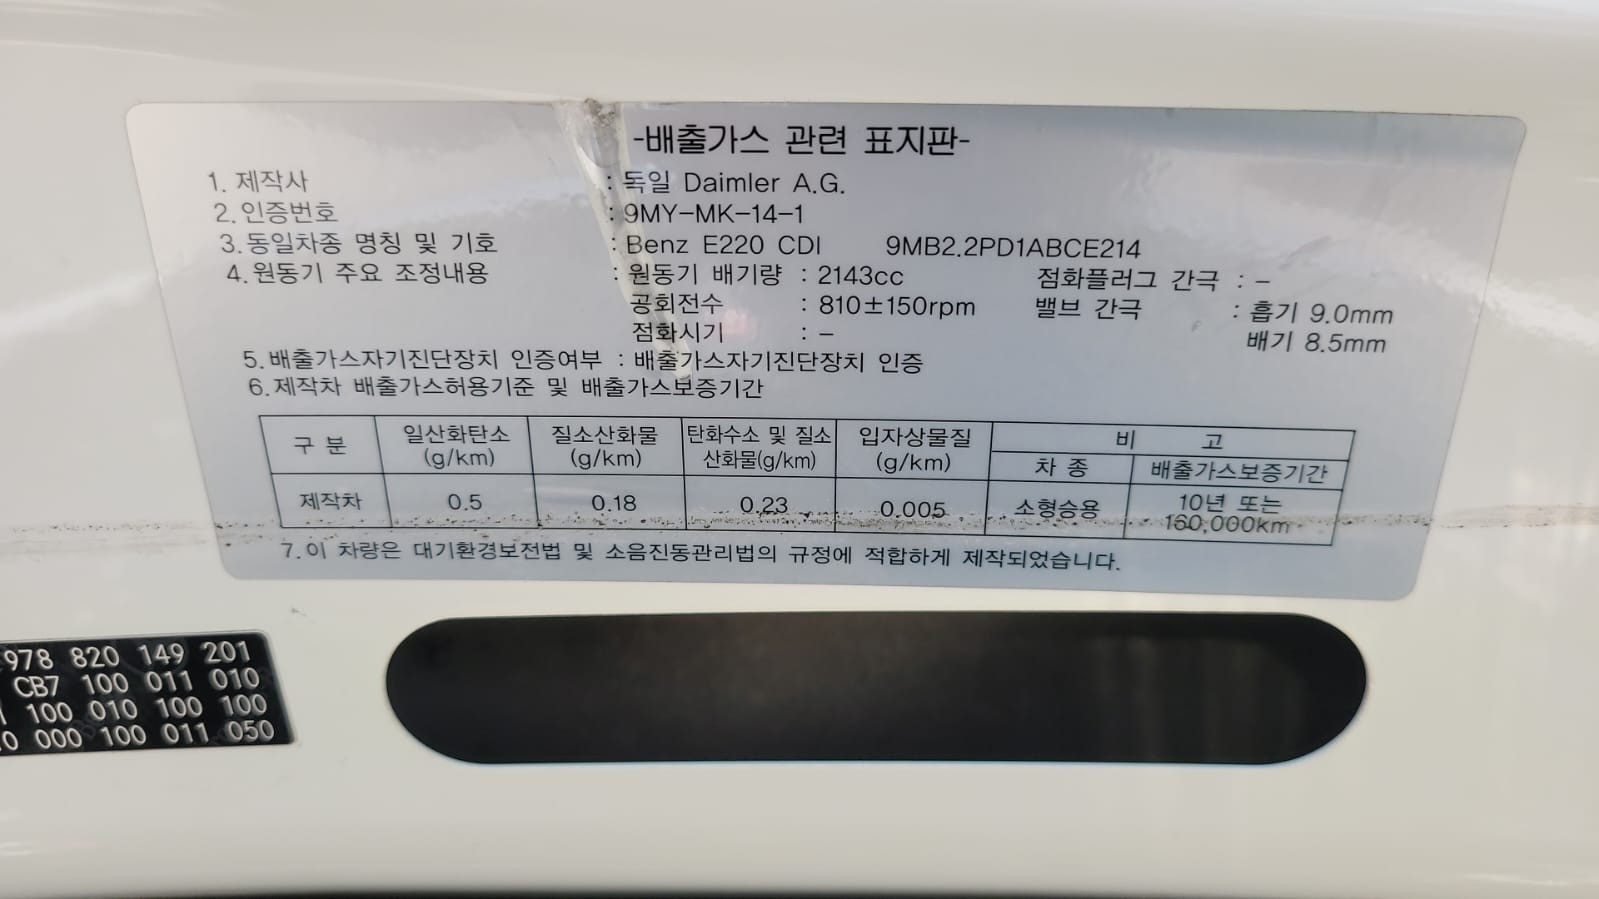 -배출가스 관련 표지판-
1. 제작사 : 독일 Daimler A.G.
2. 인증번호 : 9MY-MK-14-1
3. 동일차종 명칭 및 기호 : Benz E220 CDI 9MB2.2PD1ABCE214
4. 원동기 주요 조정내용 : 원동기 배기량 : 2143cc 점화플러그 간극 : -
공회전수 : 810±150rpm 밸브 간극 : 흡기 9.0mm
점화시기 : - 배기 8.5mm
5. 배출가스자기진단장치 인증여부 : 배출가스자기진단장치 인증
6. 제작차 배출가스허용기준 및 배출가스보증기간
구 분 일산화탄소 (g/km) 질소산화물 (g/km) 탄화수소 및 질소산화물(g/km) 입자상물질 (g/km) 비 고
차 종 배출가스보증기간
제작차 0.5 0.18 0.23 0.005 소형승용 10년 또는 160,000km
7. 이 차량은 대기환경보전법 및 소음진동관리법의 규정에 적합하게 제작되었습니다.
978 820 149 201
CB7 100 011 010
100 010 100 100
0 000 100 011 050